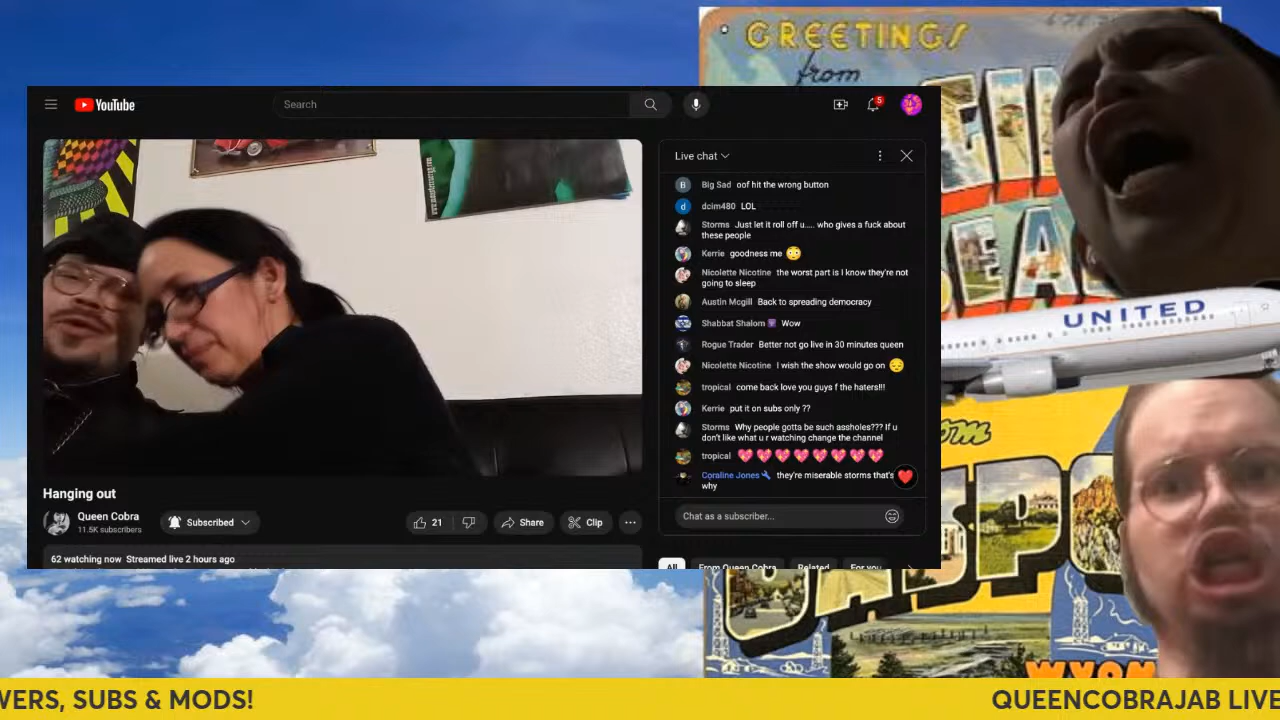 GREETINGS
from
YouTube
Search
5
Live chat
B
Big Sad oof hit the wrong button
d
dcim480 LOL
Storms Just let it roll off u..... who gives a fuck about
these people
Kerrie goodness me
Nicolette Nicotine the worst part is I know they're not
going to sleep
Austin Mcgill Back to spreading democracy
Shabbat Shalom Wow
Rogue Trader Better not go live in 30 minutes queen
Nicolette Nicotine I wish the show would go on
tropical come back love you guys f the haters!!!
Kerrie put it on subs only ??
Storms Why people gotta be such assholes??? If u
don't like what u r watching change the channel
tropical
Coraline Jones they're miserable storms that's
why
Chat as a subscriber...
Hanging out
Queen Cobra
11.5K subscribers
Subscribed
21
Share
Clip
62 watching now Streamed live 2 hours ago
All
From Queen Cobra
Related
For you
UNITED
WERS, SUBS & MODS!
QUEENCOBRAJAB LIVE